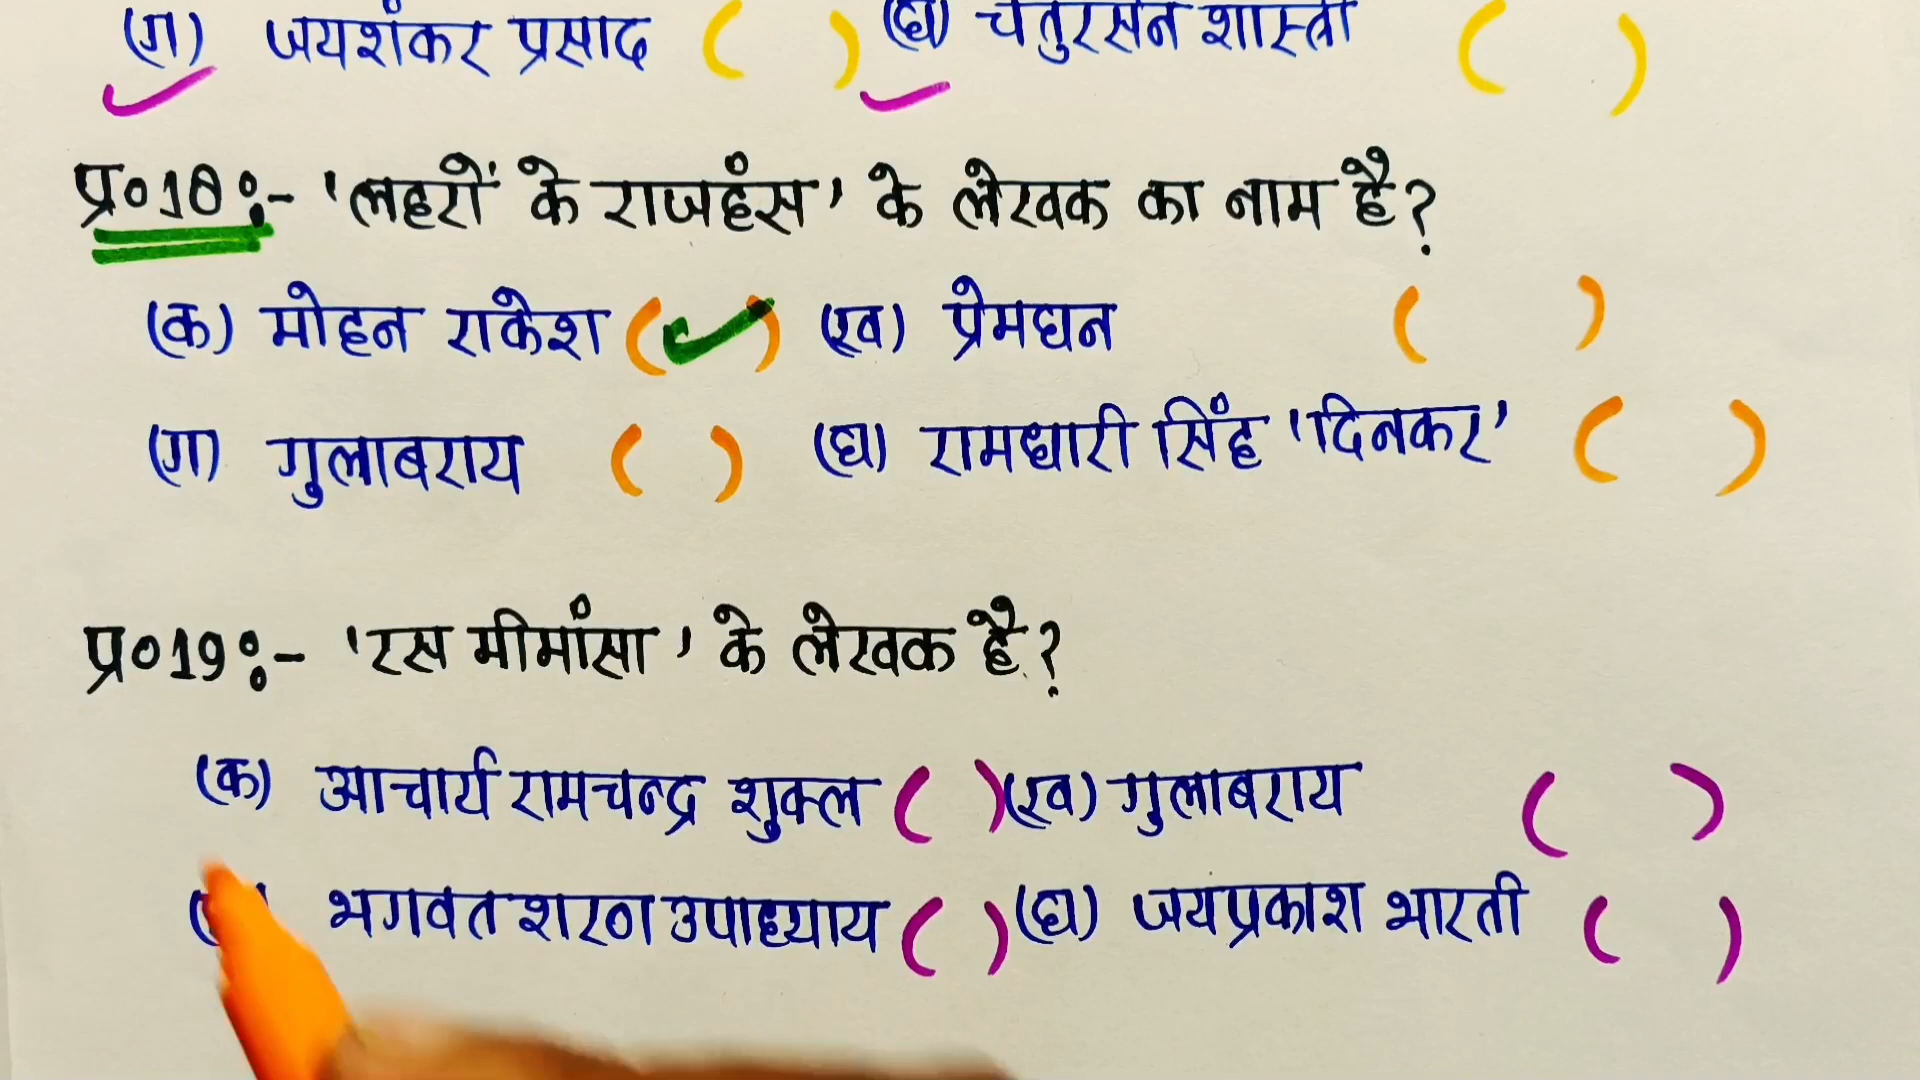 (ग) जयशंकर प्रसाद ( ) (घ) चतुरसेन शास्त्री ( )
प्र०18:- 'लहरों के राजहंस' के लेखक का नाम है?
(क) मोहन राकेश (✓) (ख) प्रेमघन ( )
(ग) गुलाबराय ( ) (घ) रामधारी सिंह 'दिनकर' ( )
प्र०19:- 'रस मीमांसा' के लेखक है?
(क) आचार्य रामचन्द्र शुक्ल ( ) (ख) गुलाबराय ( )
भगवत शरण उपाध्याय ( ) (घ) जयप्रकाश भारती ( )